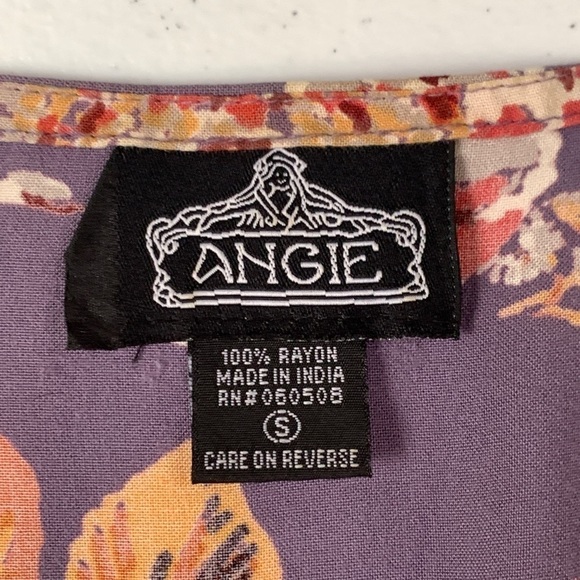 ANGIE
100% RAYON
MADE IN INDIA
RN#060508
S
CARE ON REVERSE